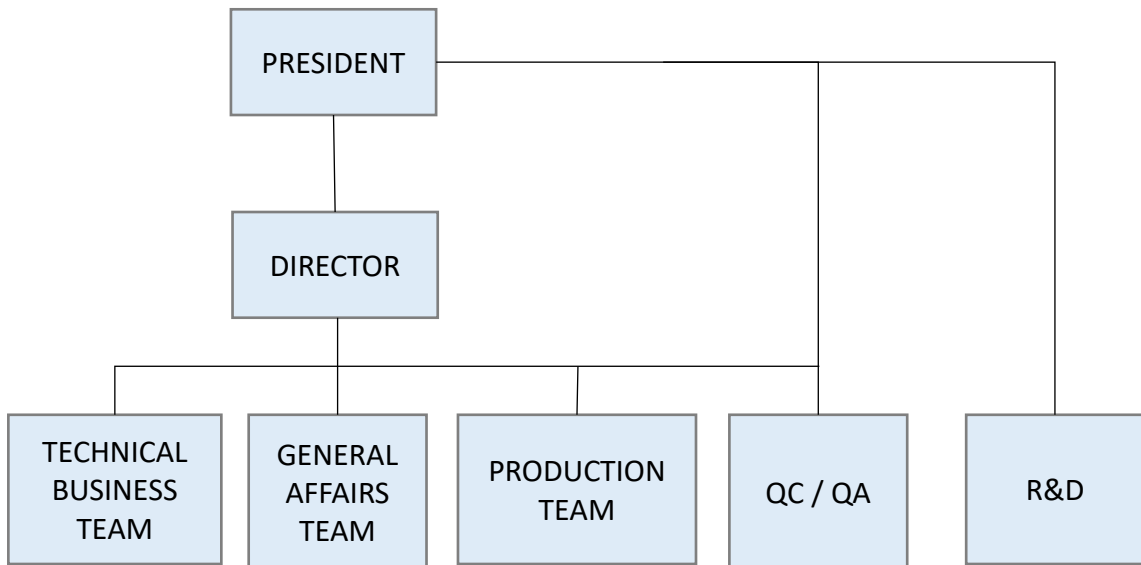 PRESIDENT
DIRECTOR
TECHNICAL
BUSINESS
TEAM
GENERAL
AFFAIRS
TEAM
PRODUCTION
TEAM
QC / QA
R&D